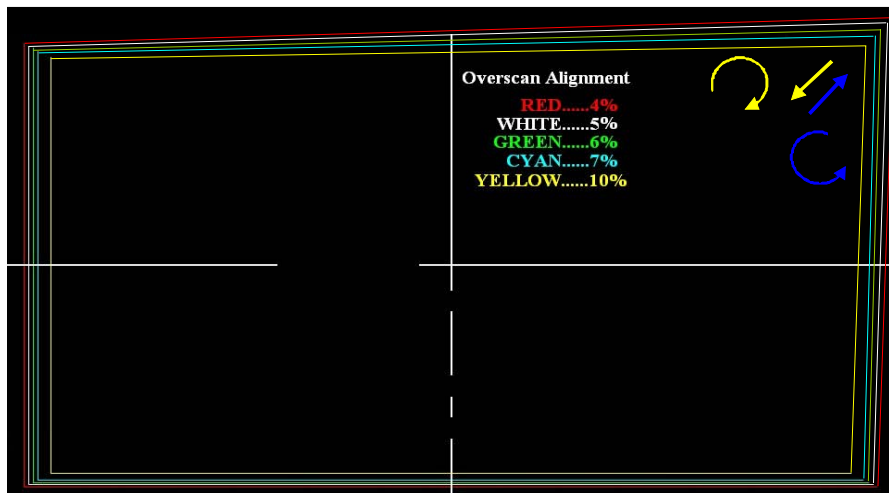 Overscan Alignment
RED......4%
WHITE......5%
GREEN......6%
CYAN......7%
YELLOW......10%